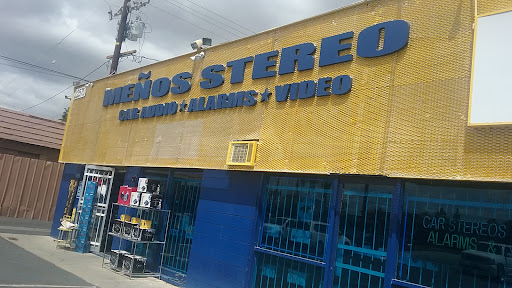 MEÑOS STEREO
CAR AUDIO★ALARMS★VIDEO
CAR STEREOS
ALARMS